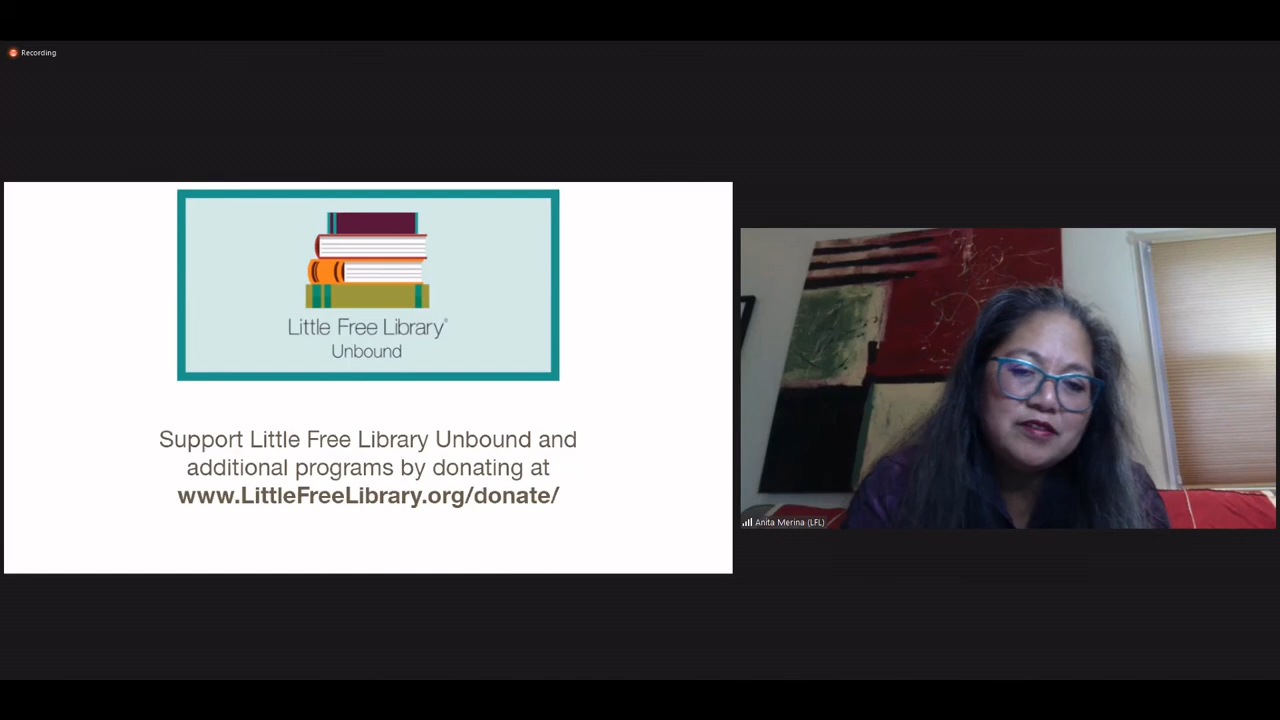 Recording
Little Free Library®
Unbound
Support Little Free Library Unbound and
additional programs by donating at
www.LittleFreeLibrary.org/donate/
Anita Merina (LFL)